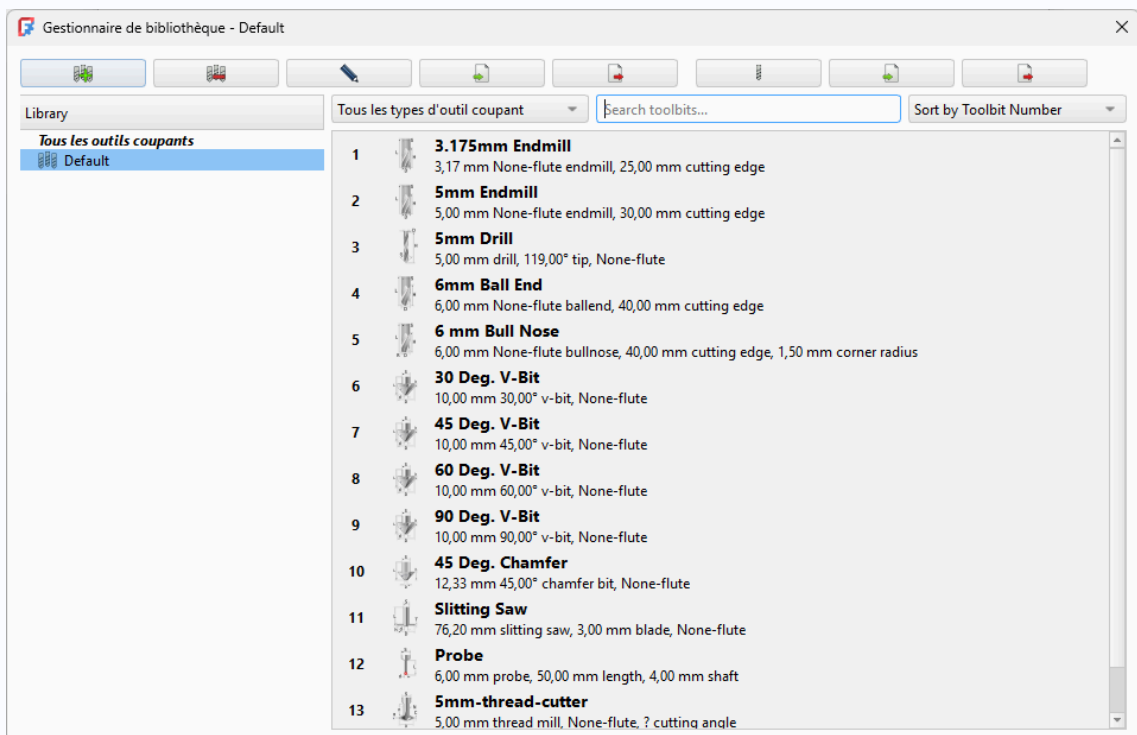 Gestionnaire de bibliothèque - Default
Library
Tous les types d'outil coupant
Search toolbits...
Sort by Toolbit Number
Tous les outils coupants
Default
1
3.175mm Endmill
3,17 mm None-flute endmill, 25,00 mm cutting edge
2
5mm Endmill
5,00 mm None-flute endmill, 30,00 mm cutting edge
3
5mm Drill
5,00 mm drill, 119,00° tip, None-flute
4
6mm Ball End
6,00 mm None-flute ballend, 40,00 mm cutting edge
5
6 mm Bull Nose
6,00 mm None-flute bullnose, 40,00 mm cutting edge, 1,50 mm corner radius
6
30 Deg. V-Bit
10,00 mm 30,00° v-bit, None-flute
7
45 Deg. V-Bit
10,00 mm 45,00° v-bit, None-flute
8
60 Deg. V-Bit
10,00 mm 60,00° v-bit, None-flute
9
90 Deg. V-Bit
10,00 mm 90,00° v-bit, None-flute
10
45 Deg. Chamfer
12,33 mm 45,00° chamfer bit, None-flute
11
Slitting Saw
76,20 mm slitting saw, 3,00 mm blade, None-flute
12
Probe
6,00 mm probe, 50,00 mm length, 4,00 mm shaft
13
5mm-thread-cutter
5,00 mm thread mill, None-flute, ? cutting angle